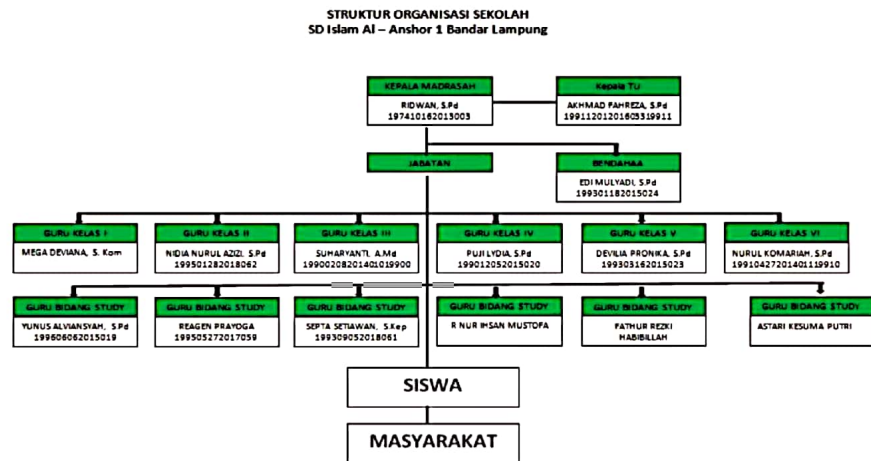 STRUKTUR ORGANISASI SEKOLAH
SD Islam Al – Anshor 1 Bandar Lampung
KEPALA MADRASAH
RIDWAN, S.Pd
197410162013003
Kepala TU
AKHMAD FAHREZA, S.Pd
19911201201603319911
JABATAN
BENDAHAA
EDI MULYADI, S.Pd
199301182015024
GURU KELAS I
MEGA DEVIANA, S. Kom
GURU KELAS II
NIDIA NURUL AZIZI, S.Pd
199501282018062
GURU KELAS III
SUHARYANTI, A.Md
19900208201401019900
GURU KELAS IV
PUJI LYDIA, S.Pd
199012052015020
GURU KELAS V
DEVILIA PRONIKA, S.Pd
199303162015023
GURU KELAS VI
NURUL KOMARIAH, S.Pd
19910427201401119910
GURU BIDANG STUDY
YUNUS ALVIANSYAH, S.Pd
199606062015019
GURU BIDANG STUDY
REAGEN PRAYOGA
199505272017059
GURU BIDANG STUDY
SEPTA SETIAWAN, S.Kep
199309052018061
GURU BIDANG STUDY
R NUR IHSAN MUSTOFA
GURU BIDANG STUDY
FATHUR REZKI
HABIBILLAH
GURU BIDANG STUDY
ASTARI KESUMA PUTRI
SISWA
MASYARAKAT